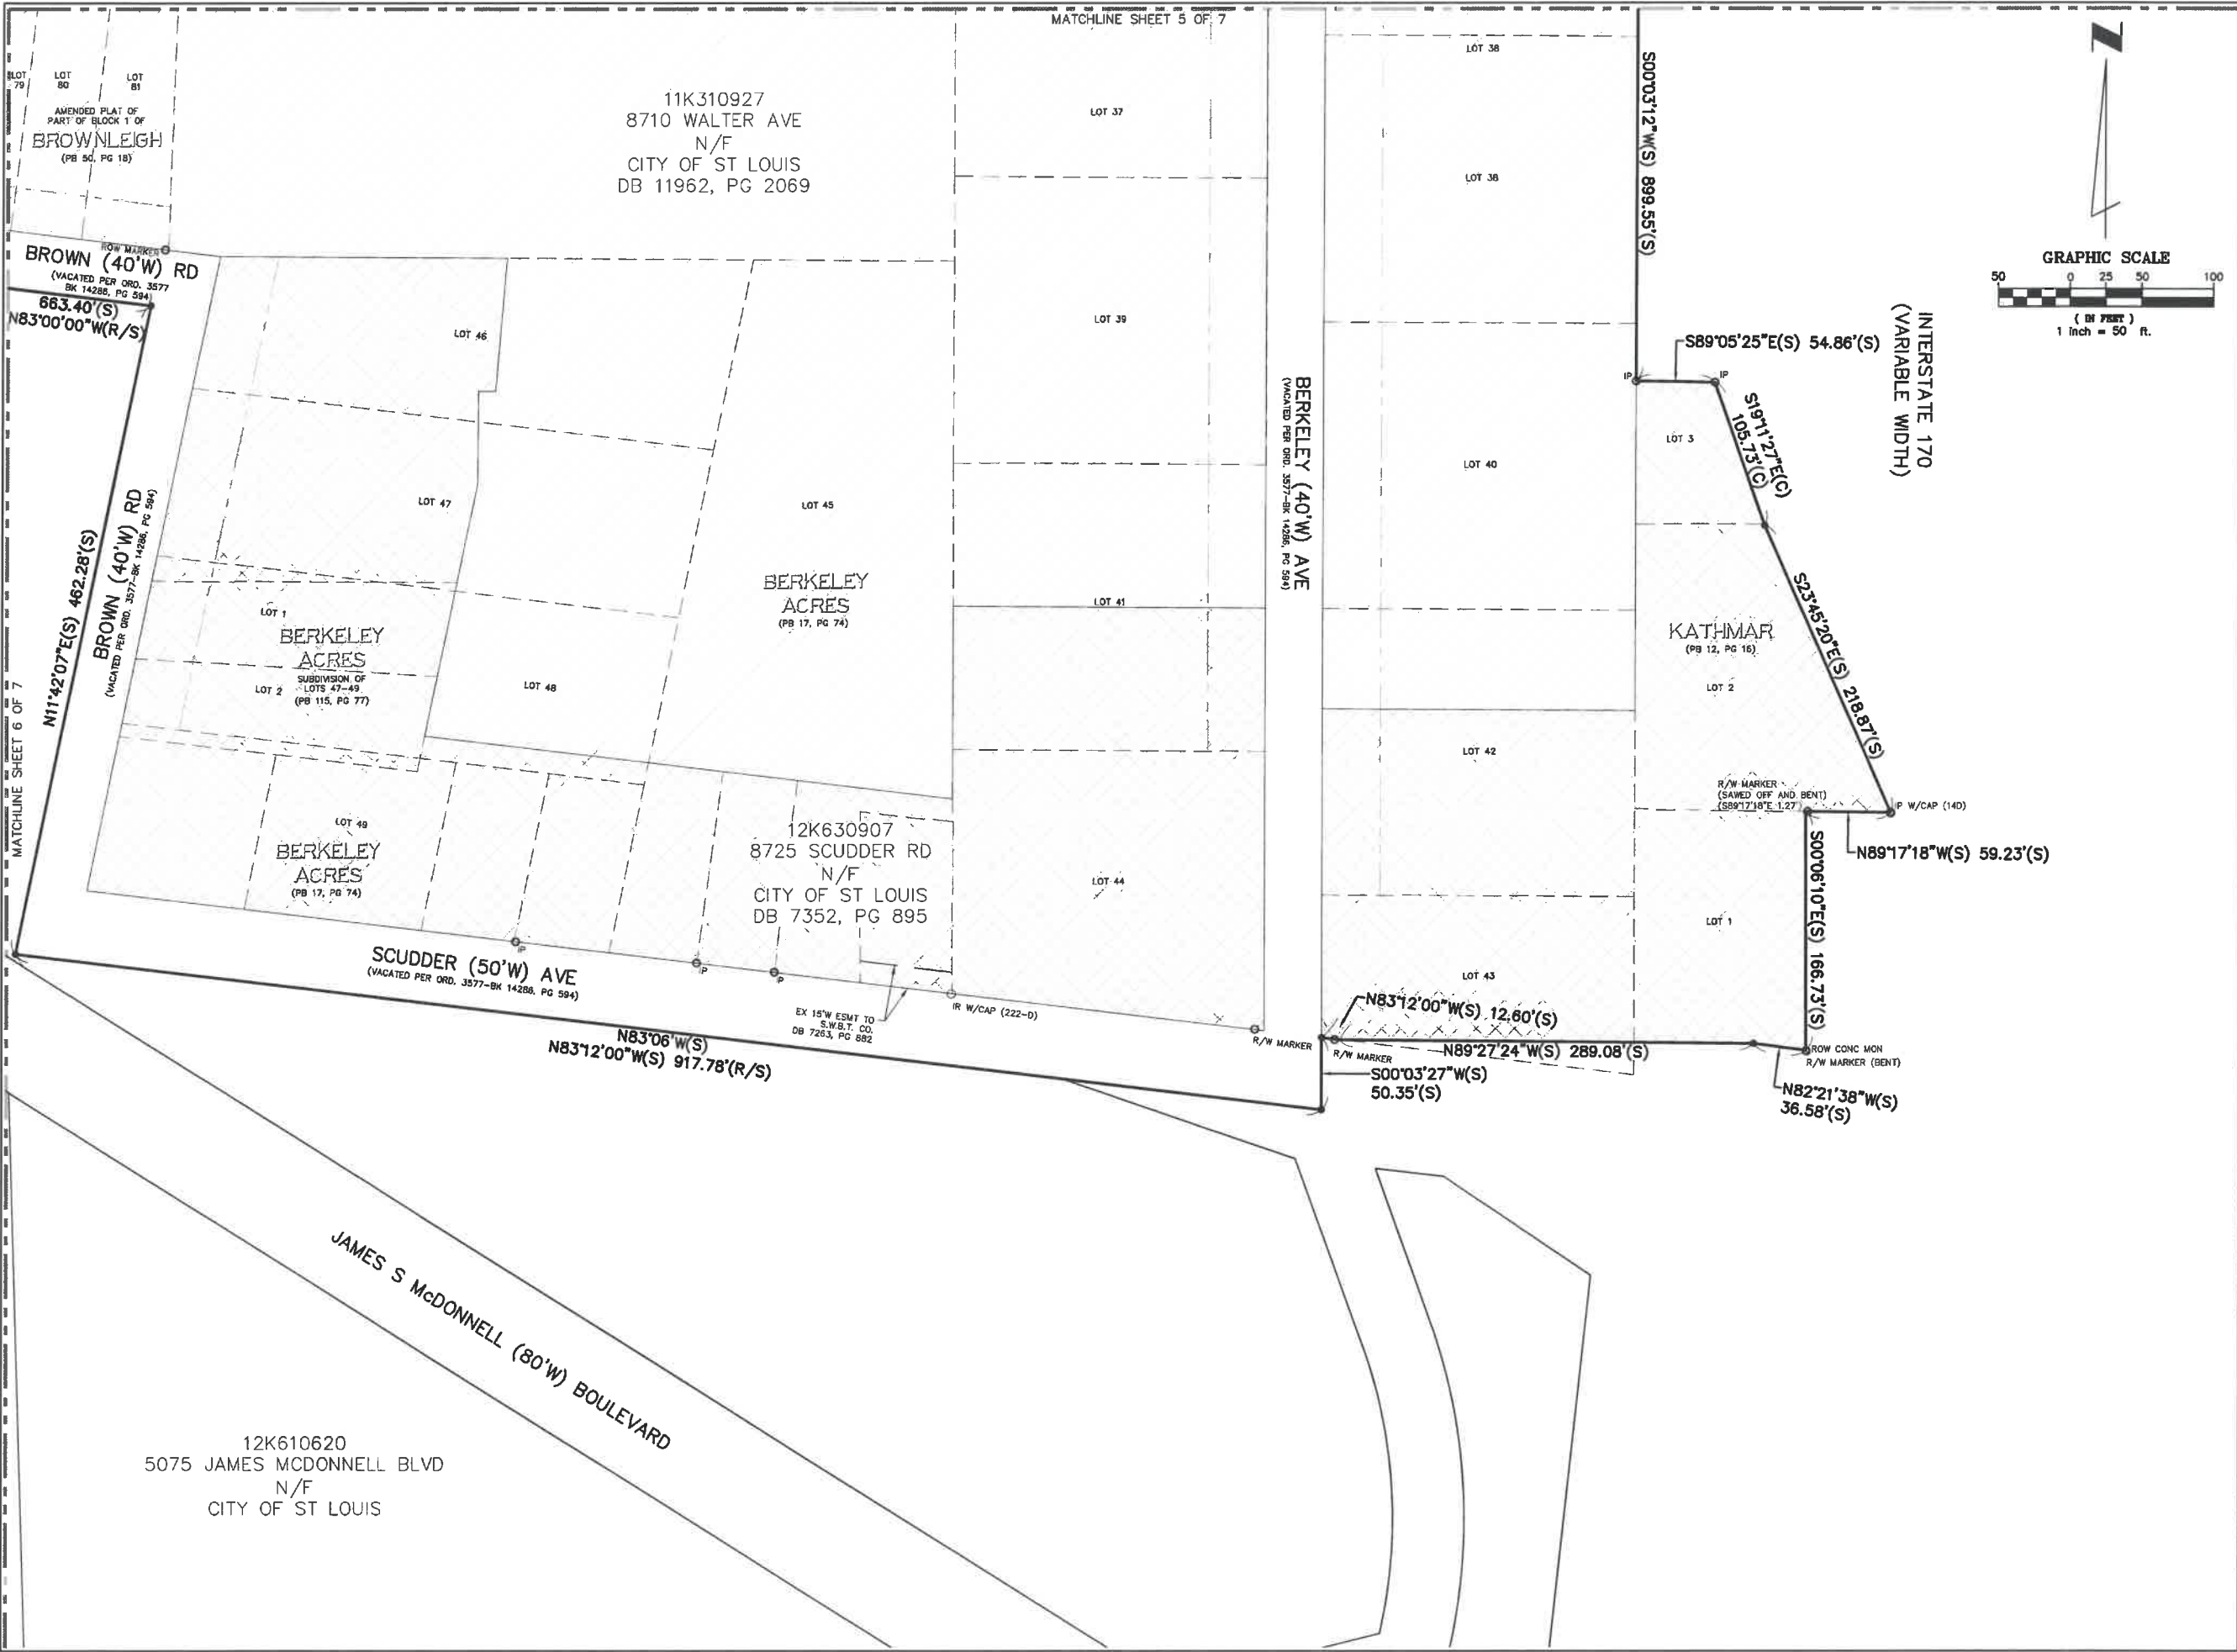 MATCHLINE SHEET 5 OF 7
LOT
79
LOT
80
LOT
81
AMENDED PLAT OF
PART OF BLOCK 1 OF
BROWNLEIGH
(PB 50, PG 18)
11K310927
8710 WALTER AVE
N/F
CITY OF ST LOUIS
DB 11962, PG 2069
LOT 37
LOT 38
LOT 38
S00°03'12"W(S) 899.55'(S)
GRAPHIC SCALE
50 0 25 50 100
( IN FEET )
1 inch = 50 ft.
INTERSTATE 170
(VARIABLE WIDTH)
ROW MARKER
BROWN (40'W) RD
(VACATED PER ORD. 3577
BK 14286, PG 594)
663.40'(S)
N83°00'00"W(R/S)
LOT 46
LOT 39
S89°05'25"E(S) 54.86'(S)
IP
IP
S19°11'27"E(C)
105.73'(C)
LOT 3
BERKELEY (40'W) AVE
(VACATED PER ORD. 3577-BK 14286, PG 594)
LOT 40
LOT 47
LOT 45
N11°42'07"E(S) 462.28'(S)
BROWN (40'W) RD
(VACATED PER ORD. 3577-BK 14286, PG 594)
LOT 1
BERKELEY
ACRES
SUBDIVISION OF
LOTS 47-49
(PB 115, PG 77)
LOT 2
LOT 48
BERKELEY
ACRES
(PB 17, PG 74)
LOT 41
KATHMAR
(PB 12, PG 16)
LOT 2
S23°45'20"E(S) 218.87'(S)
MATCHLINE SHEET 6 OF 7
LOT 42
R/W MARKER
(SAWED OFF AND BENT)
(S89°17'18"E 1.27'
IP W/CAP (14D)
N89°17'18"W(S) 59.23'(S)
S00°06'10"E(S) 166.73'(S)
LOT 49
BERKELEY
ACRES
(PB 17, PG 74)
12K630907
8725 SCUDDER RD
N/F
CITY OF ST LOUIS
DB 7352, PG 895
LOT 44
LOT 1
LOT 43
SCUDDER (50'W) AVE
(VACATED PER ORD. 3577-BK 14286, PG 594)
IP
IP
IP
IR W/CAP (222-D)
EX 15'W ESMT TO
S.W.B.T. CO.
DB 7263, PG 682
N83°06'W(S)
N83°12'00"W(S) 917.78'(R/S)
R/W MARKER
R/W MARKER
N83°12'00"W(S) 12.60'(S)
N89°27'24"W(S) 289.08'(S)
S00°03'27"W(S)
50.35'(S)
ROW CONC MON
R/W MARKER (BENT)
N82°21'38"W(S)
36.58'(S)
JAMES S McDONNELL (80'W) BOULEVARD
12K610620
5075 JAMES MCDONNELL BLVD
N/F
CITY OF ST LOUIS